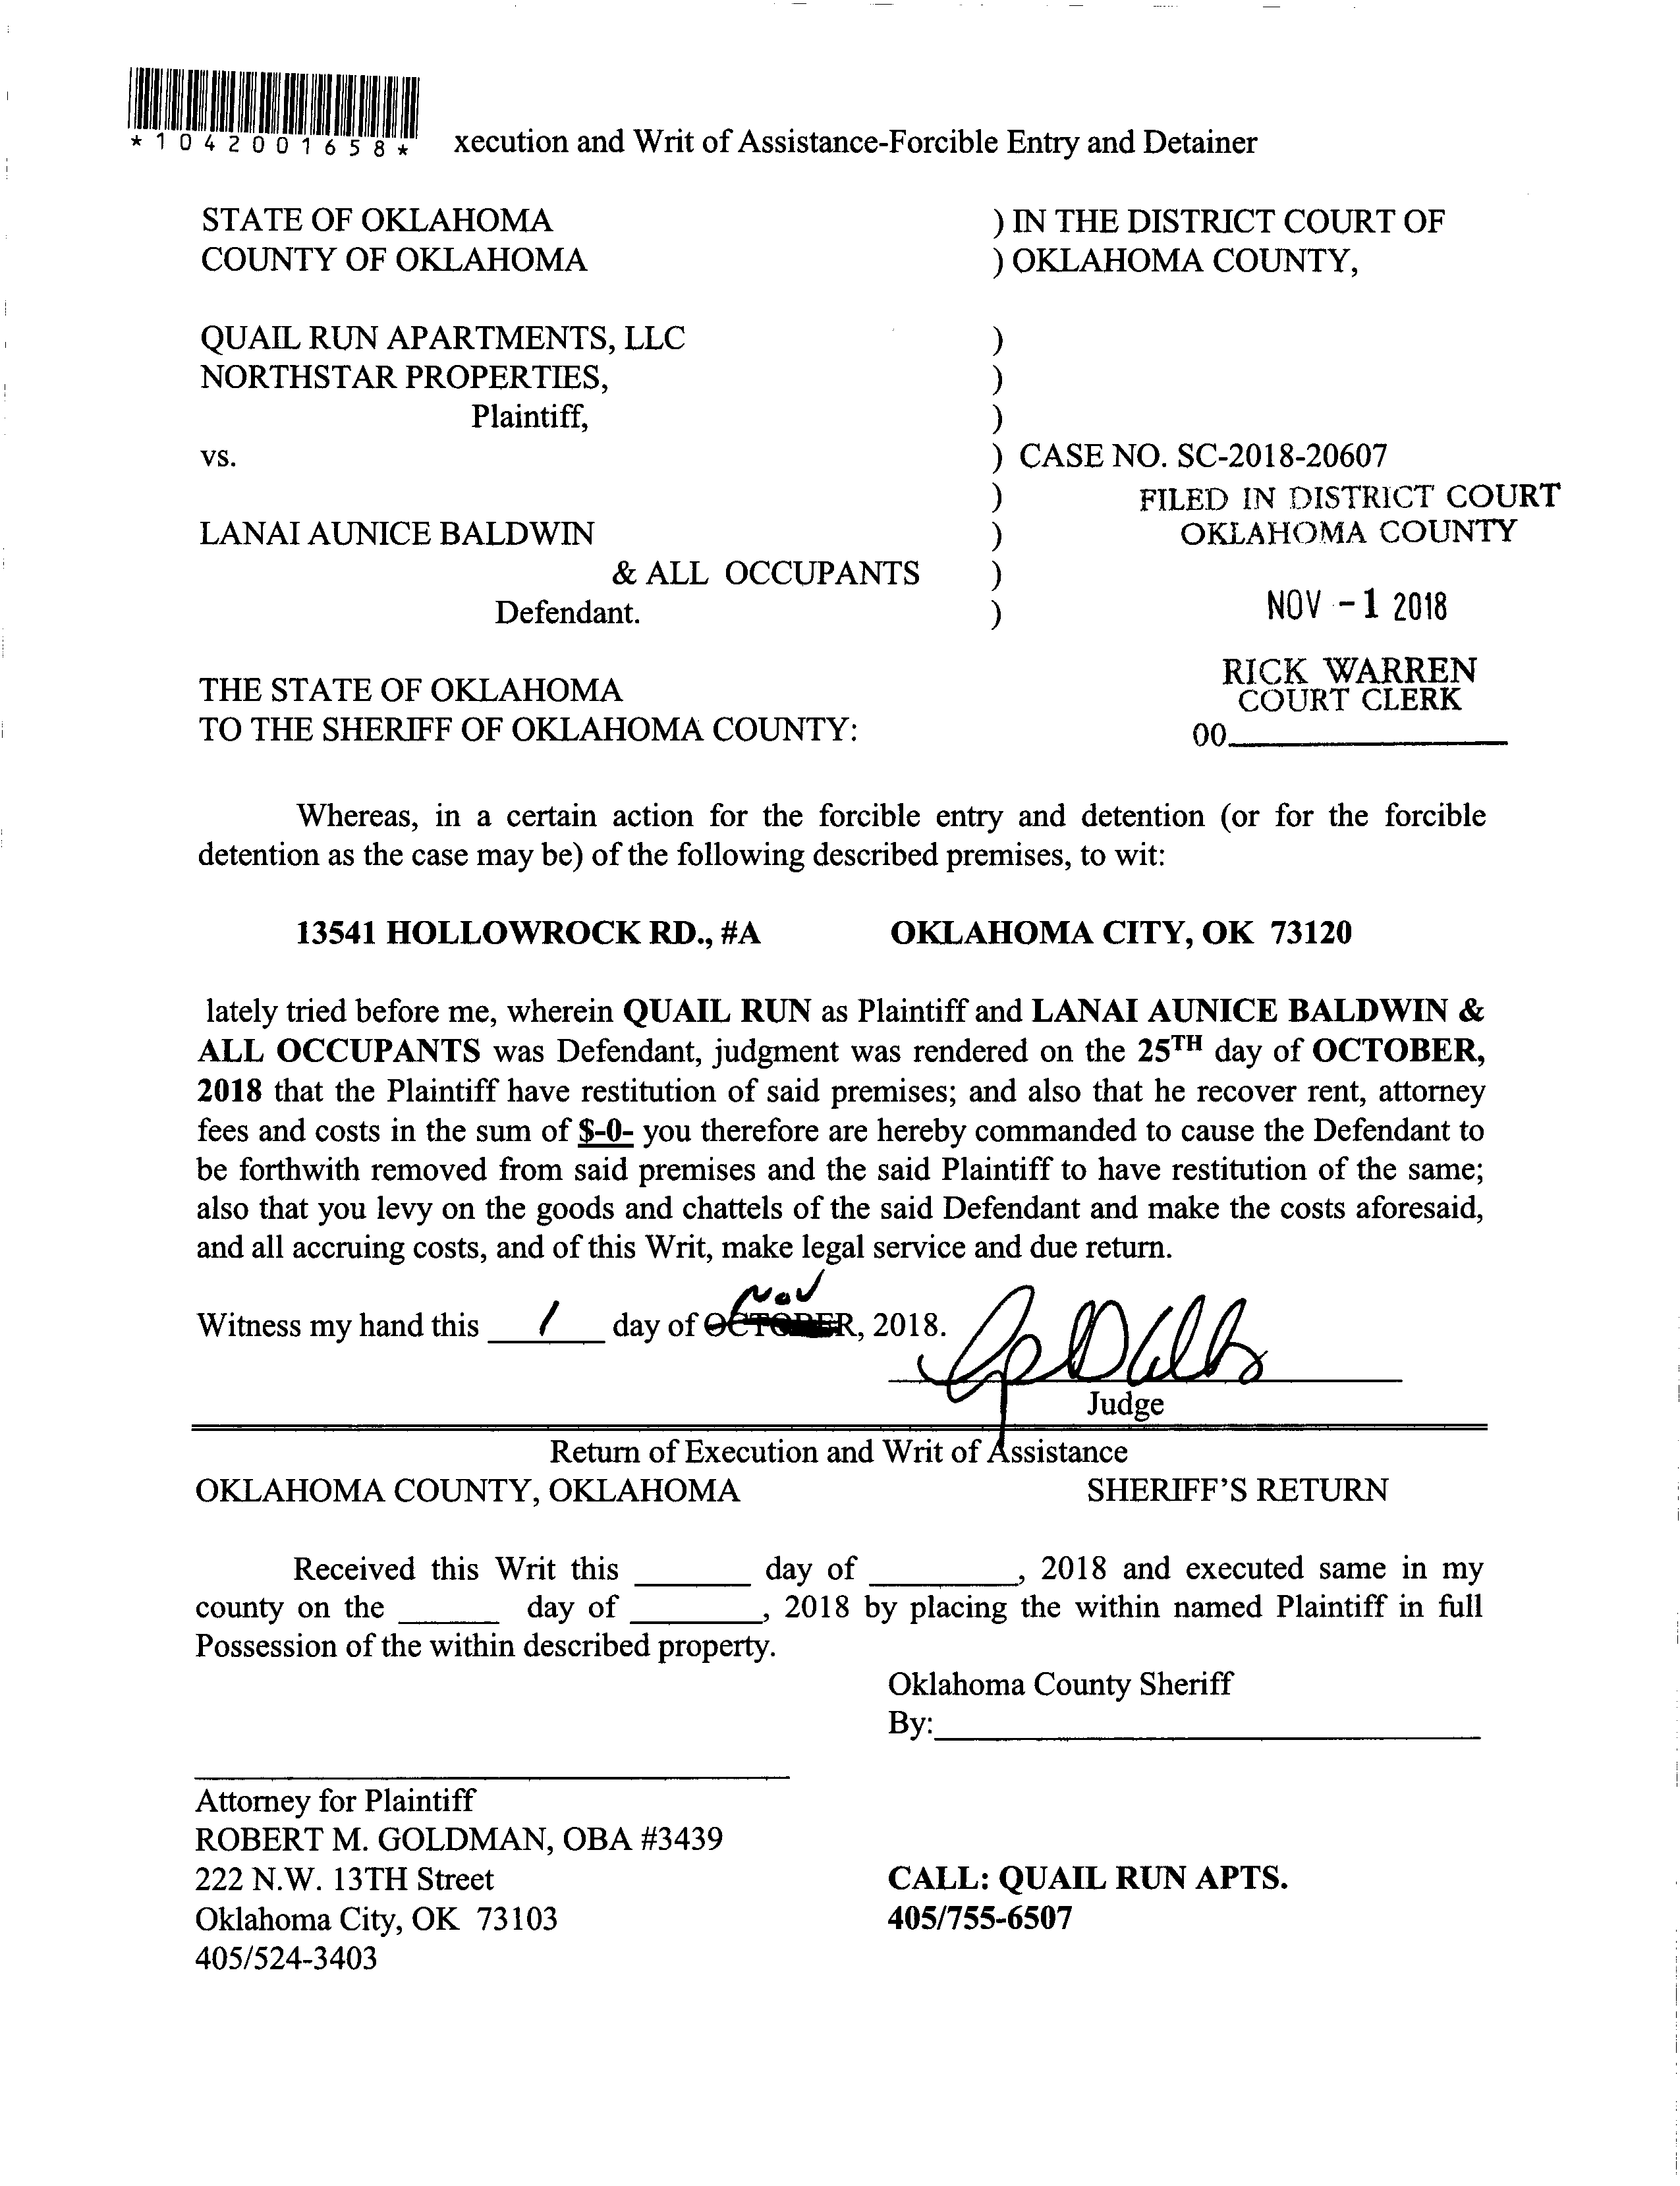 *1042001658*
xecution and Writ of Assistance-Forcible Entry and Detainer
STATE OF OKLAHOMA ) IN THE DISTRICT COURT OF
COUNTY OF OKLAHOMA ) OKLAHOMA COUNTY,
QUAIL RUN APARTMENTS, LLC )
NORTHSTAR PROPERTIES, )
Plaintiff, )
vs. ) CASE NO. SC-2018-20607
) FILED IN DISTRICT COURT
LANAI AUNICE BALDWIN ) OKLAHOMA COUNTY
& ALL OCCUPANTS )
Defendant. ) NOV -1 2018
RICK WARREN
THE STATE OF OKLAHOMA COURT CLERK
TO THE SHERIFF OF OKLAHOMA COUNTY: 00
Whereas, in a certain action for the forcible entry and detention (or for the forcible
detention as the case may be) of the following described premises, to wit:
13541 HOLLOWROCK RD., #A OKLAHOMA CITY, OK 73120
lately tried before me, wherein QUAIL RUN as Plaintiff and LANAI AUNICE BALDWIN &
ALL OCCUPANTS was Defendant, judgment was rendered on the 25TH day of OCTOBER,
2018 that the Plaintiff have restitution of said premises; and also that he recover rent, attorney
fees and costs in the sum of $-0- you therefore are hereby commanded to cause the Defendant to
be forthwith removed from said premises and the said Plaintiff to have restitution of the same;
also that you levy on the goods and chattels of the said Defendant and make the costs aforesaid,
and all accruing costs, and of this Writ, make legal service and due return.
Nov
Witness my hand this 1 day of OCTOBER, 2018.
Judge
Return of Execution and Writ of Assistance
OKLAHOMA COUNTY, OKLAHOMA SHERIFF'S RETURN
Received this Writ this ______ day of ________, 2018 and executed same in my
county on the ______ day of ________, 2018 by placing the within named Plaintiff in full
Possession of the within described property.
Oklahoma County Sheriff
By:
Attorney for Plaintiff
ROBERT M. GOLDMAN, OBA #3439
222 N.W. 13TH Street CALL: QUAIL RUN APTS.
Oklahoma City, OK 73103 405/755-6507
405/524-3403